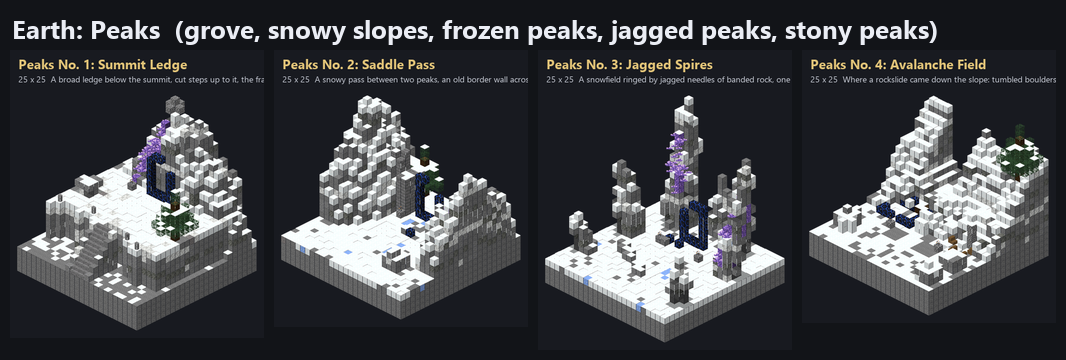 Earth: Peaks (grove, snowy slopes, frozen peaks, jagged peaks, stony peaks)
Peaks No. 1: Summit Ledge
25 x 25 A broad ledge below the summit, cut steps up to it, the fra
Peaks No. 2: Saddle Pass
25 x 25 A snowy pass between two peaks, an old border wall acros
Peaks No. 3: Jagged Spires
25 x 25 A snowfield ringed by jagged needles of banded rock, one
Peaks No. 4: Avalanche Field
25 x 25 Where a rockslide came down the slope: tumbled boulders